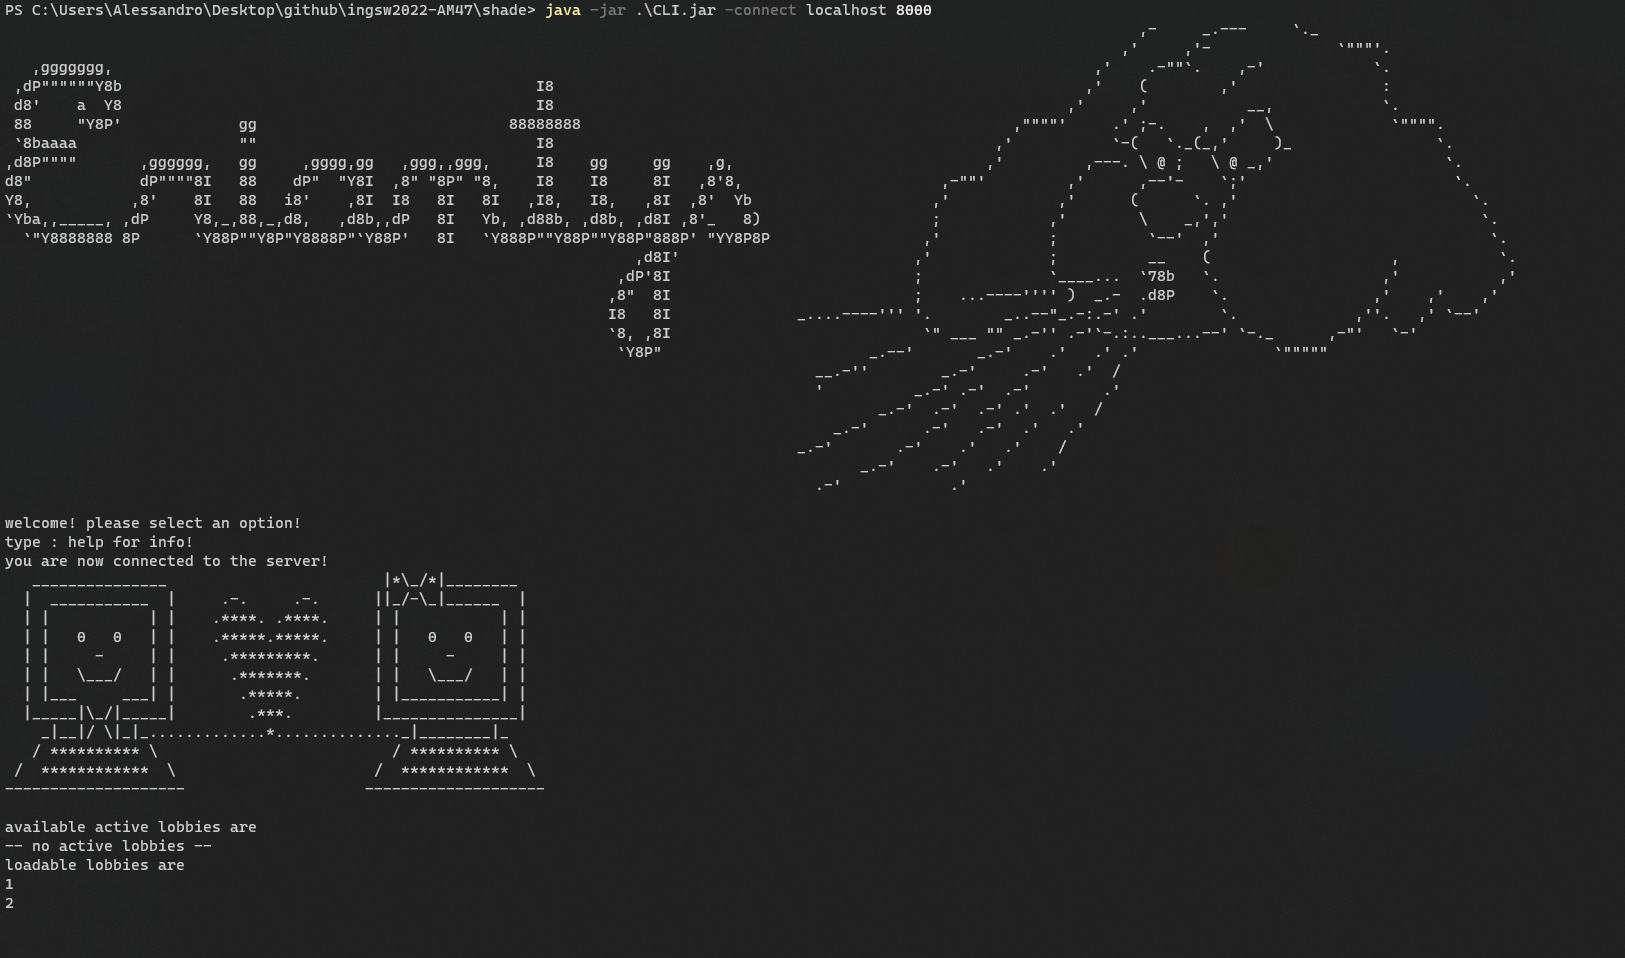 PS C:\Users\Alessandro\Desktop\github\ingsw2022-AM47\shade> java -jar .\CLI.jar -connect localhost 8000
Eriantys
welcome! please select an option!
type : help for info!
you are now connected to the server!
available active lobbies are
-- no active lobbies --
loadable lobbies are
1
2